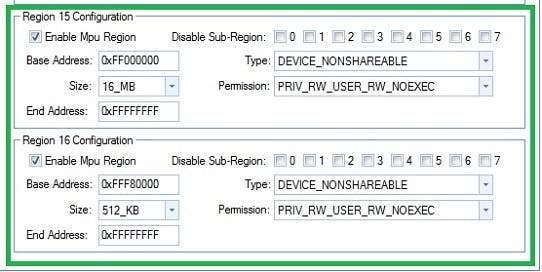 Region 15 Configuration
Enable Mpu Region Disable Sub-Region: 0 1 2 3 4 5 6 7
Base Address: 0xFF000000 Type: DEVICE_NONSHAREABLE
Size: 16_MB Permission: PRIV_RW_USER_RW_NOEXEC
End Address: 0xFFFFFFFF
Region 16 Configuration
Enable Mpu Region Disable Sub-Region: 0 1 2 3 4 5 6 7
Base Address: 0xFFF80000 Type: DEVICE_NONSHAREABLE
Size: 512_KB Permission: PRIV_RW_USER_RW_NOEXEC
End Address: 0xFFFFFFFF